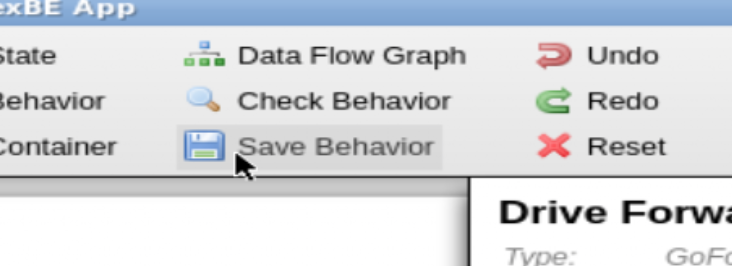 exBE App
State
Data Flow Graph
Undo
Behavior
Check Behavior
Redo
Container
Save Behavior
Reset
Drive Forwa
Type:
GoFo